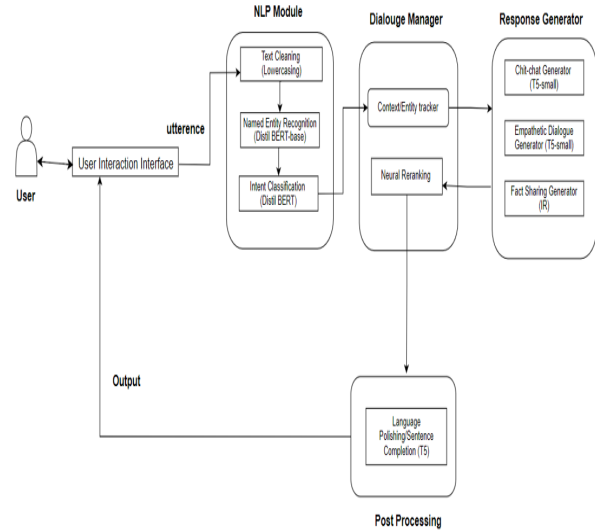 NLP Module
Dialouge Manager
Response Generator
Text Cleaning
(Lowercasing)
Named Entity Recognition
(Distil BERT-base)
Intent Classification
(Distil BERT)
Context/Entity tracker
Neural Reranking
Chit-chat Generator
(T5-small)
Empathetic Dialogue
Generator (T5-small)
Fact Sharing Generator
(IR)
utterence
User Interaction Interface
User
Output
Language
Polishing/Sentence
Completion (T5)
Post Processing